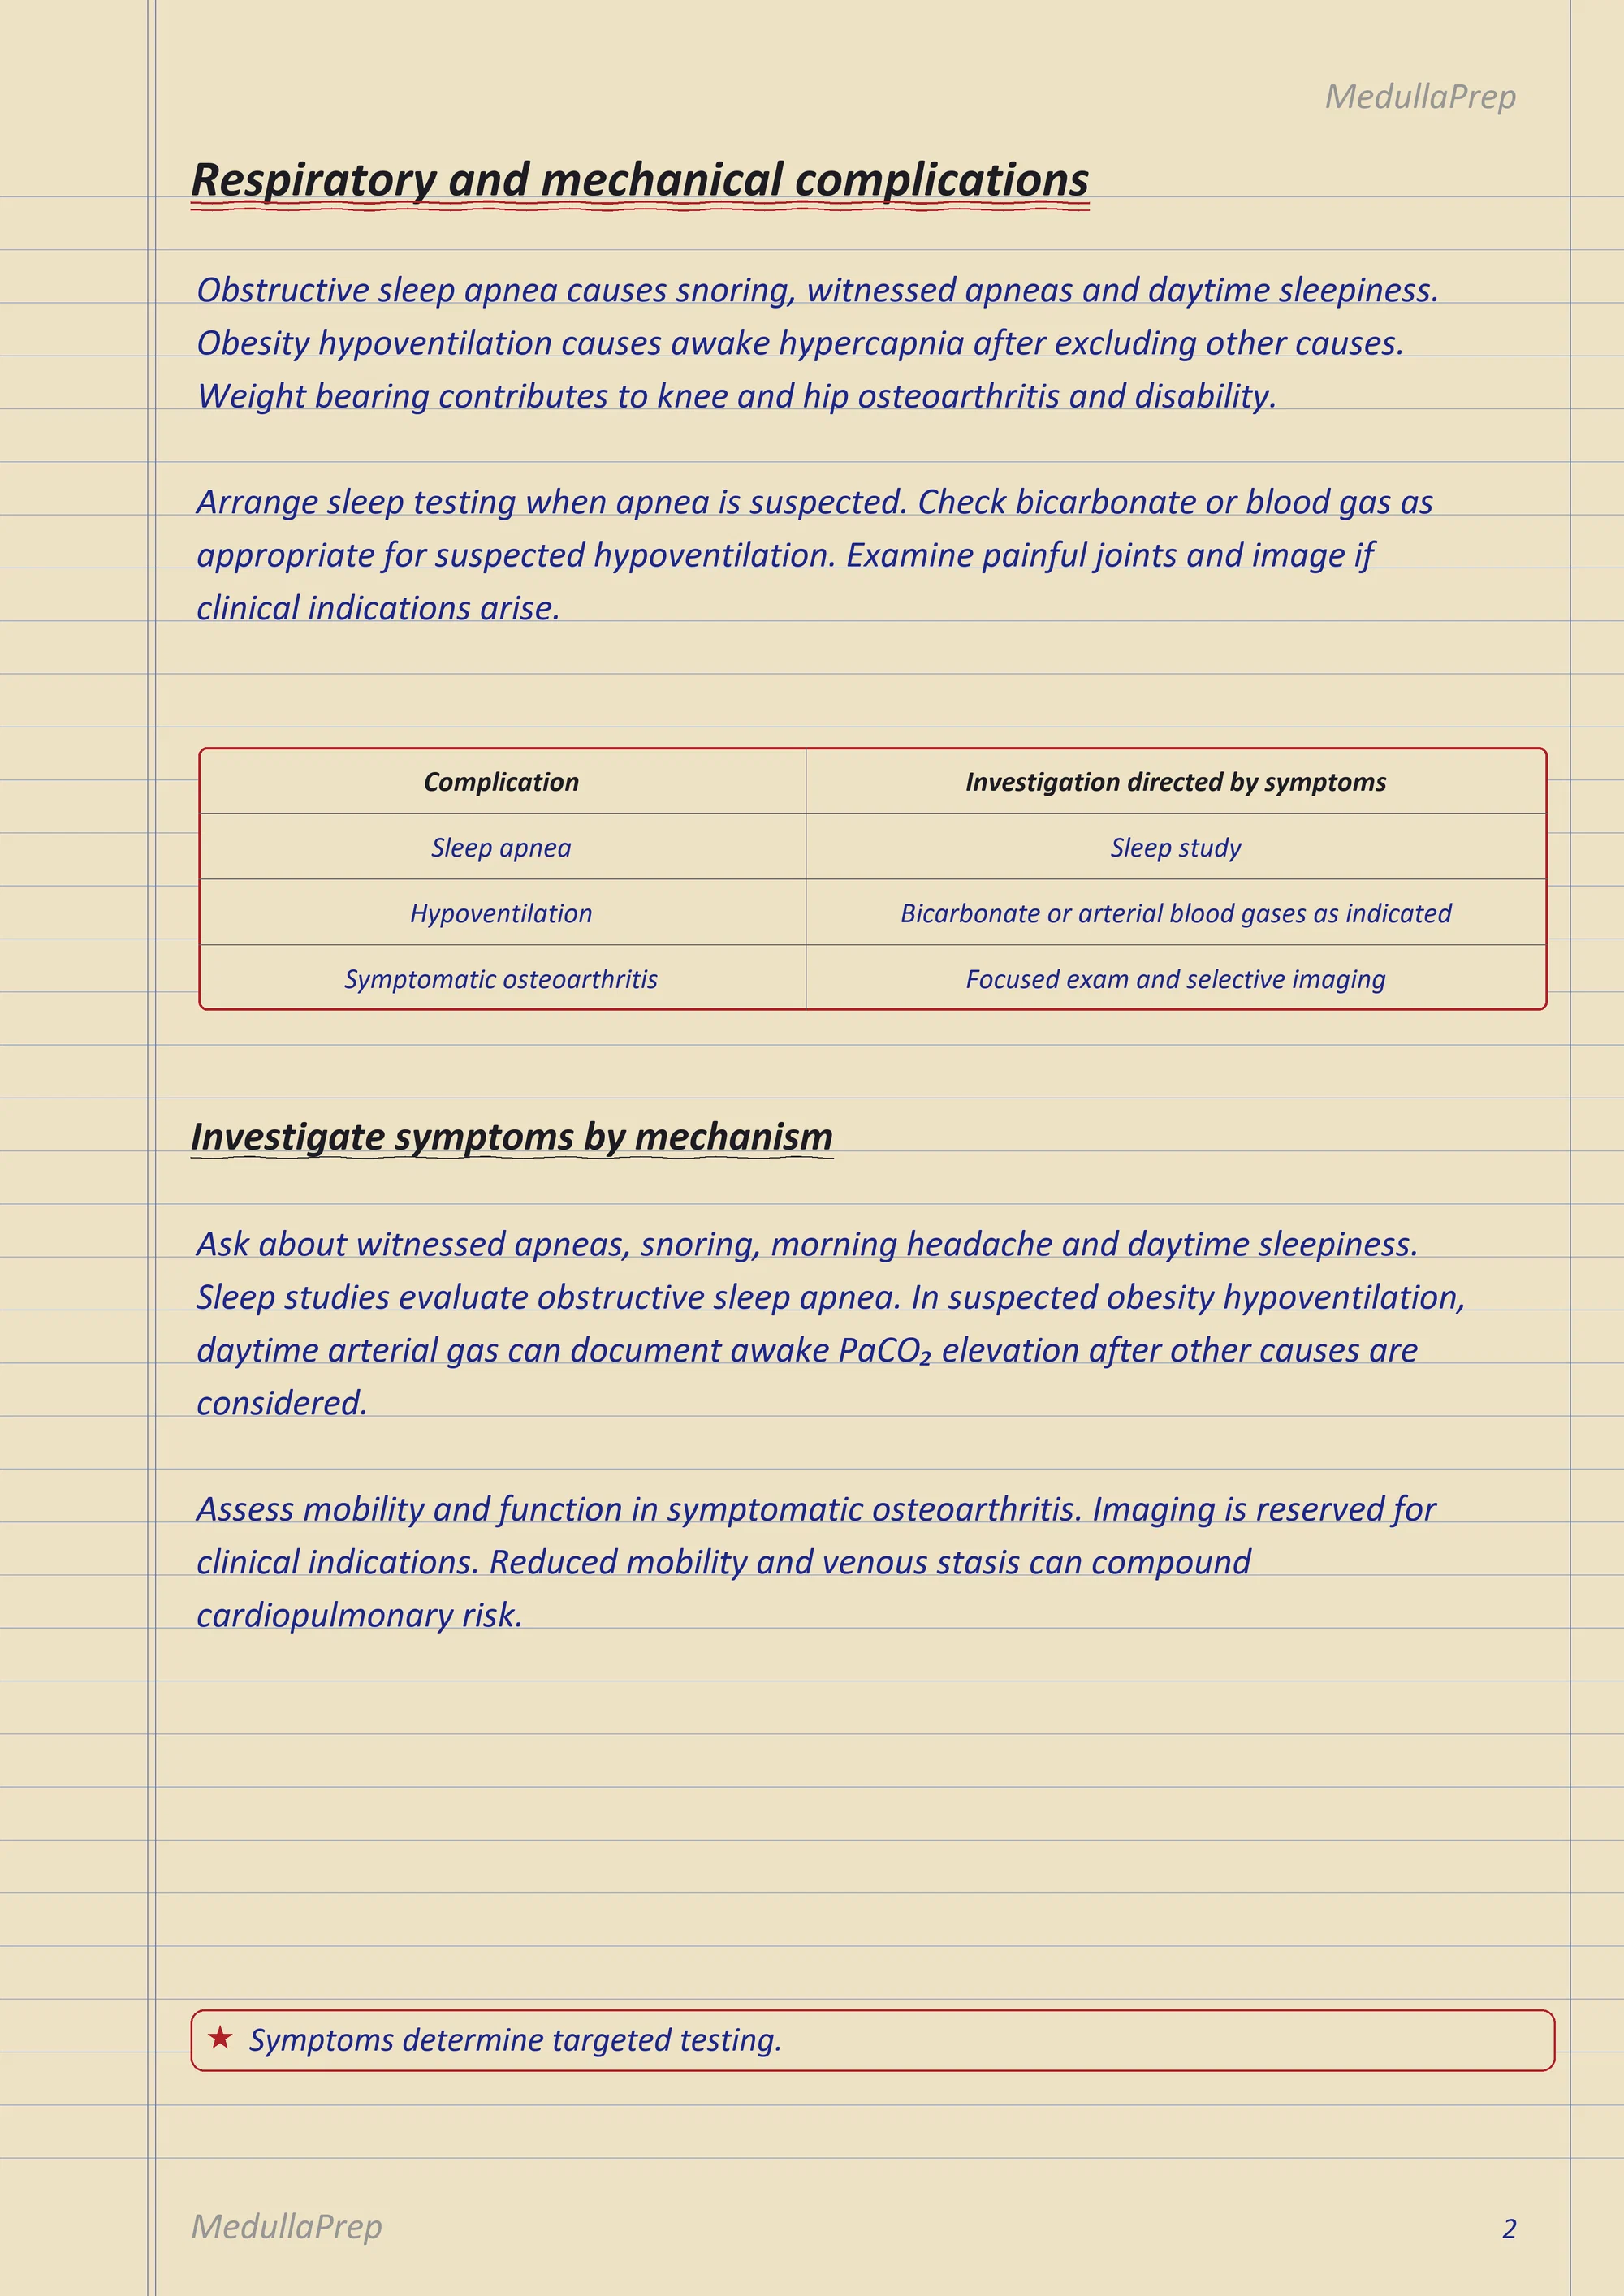 MedullaPrep
Respiratory and mechanical complications
Obstructive sleep apnea causes snoring, witnessed apneas and daytime sleepiness.
Obesity hypoventilation causes awake hypercapnia after excluding other causes.
Weight bearing contributes to knee and hip osteoarthritis and disability.
Arrange sleep testing when apnea is suspected. Check bicarbonate or blood gas as
appropriate for suspected hypoventilation. Examine painful joints and image if
clinical indications arise.
Complication Investigation directed by symptoms
Sleep apnea Sleep study
Hypoventilation Bicarbonate or arterial blood gases as indicated
Symptomatic osteoarthritis Focused exam and selective imaging
Investigate symptoms by mechanism
Ask about witnessed apneas, snoring, morning headache and daytime sleepiness.
Sleep studies evaluate obstructive sleep apnea. In suspected obesity hypoventilation,
daytime arterial gas can document awake PaCO₂ elevation after other causes are
considered.
Assess mobility and function in symptomatic osteoarthritis. Imaging is reserved for
clinical indications. Reduced mobility and venous stasis can compound
cardiopulmonary risk.
★ Symptoms determine targeted testing.
MedullaPrep 2